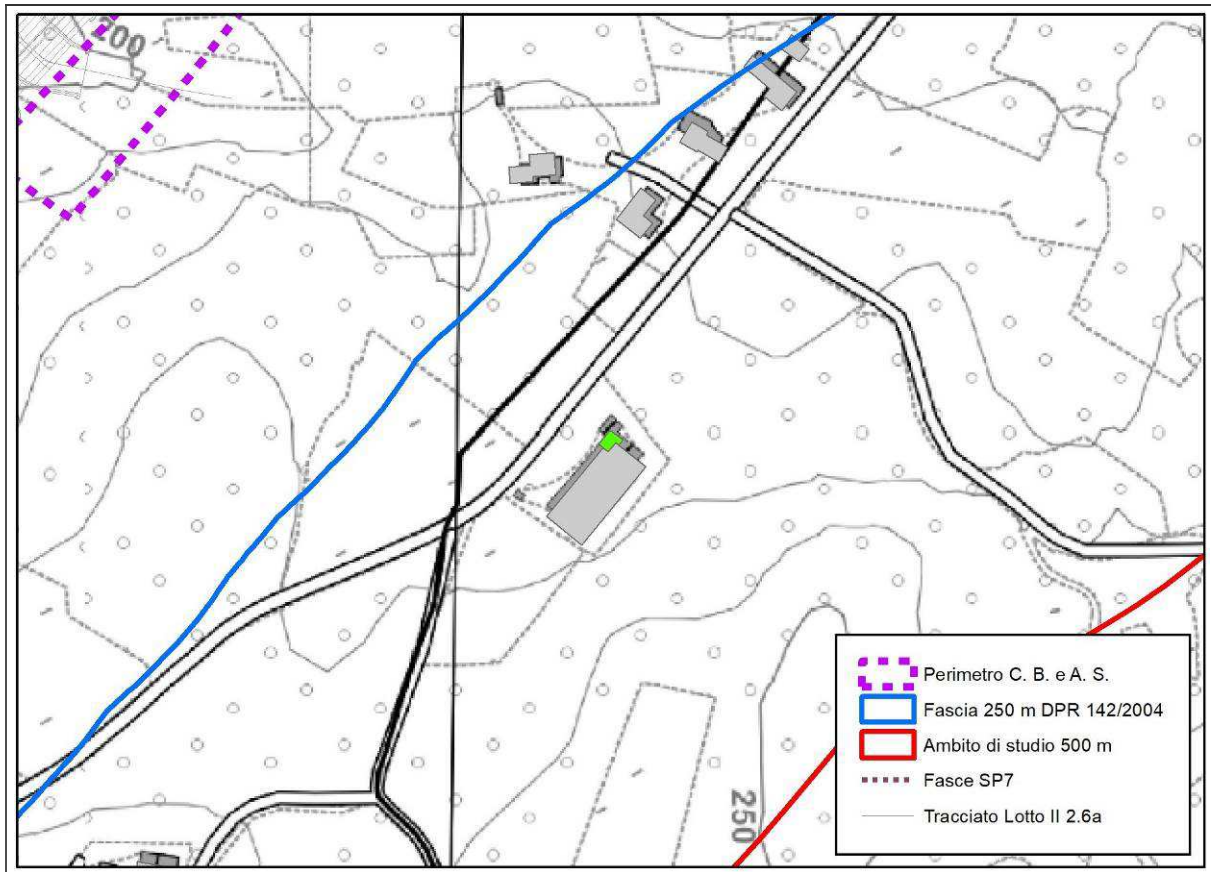 200
250
Perimetro C. B. e A. S.
Fascia 250 m DPR 142/2004
Ambito di studio 500 m
Fasce SP7
Tracciato Lotto II 2.6a